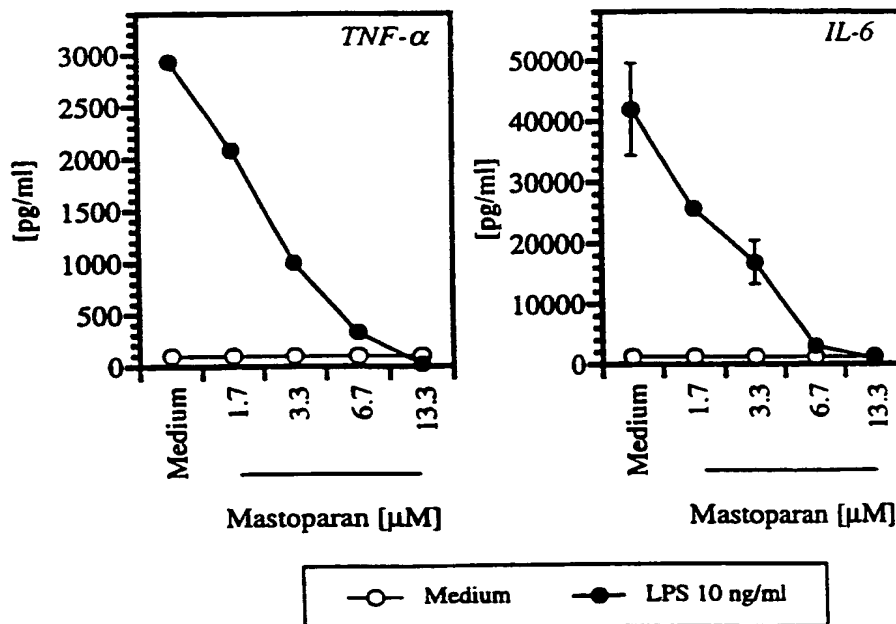 TNF-α
[pg/ml]
3000
2500
2000
1500
1000
500
0
Medium
1.7
3.3
6.7
13.3
Mastoparan [μM]
IL-6
[pg/ml]
50000
40000
30000
20000
10000
0
Medium
1.7
3.3
6.7
13.3
Mastoparan [μM]
Medium
LPS 10 ng/ml